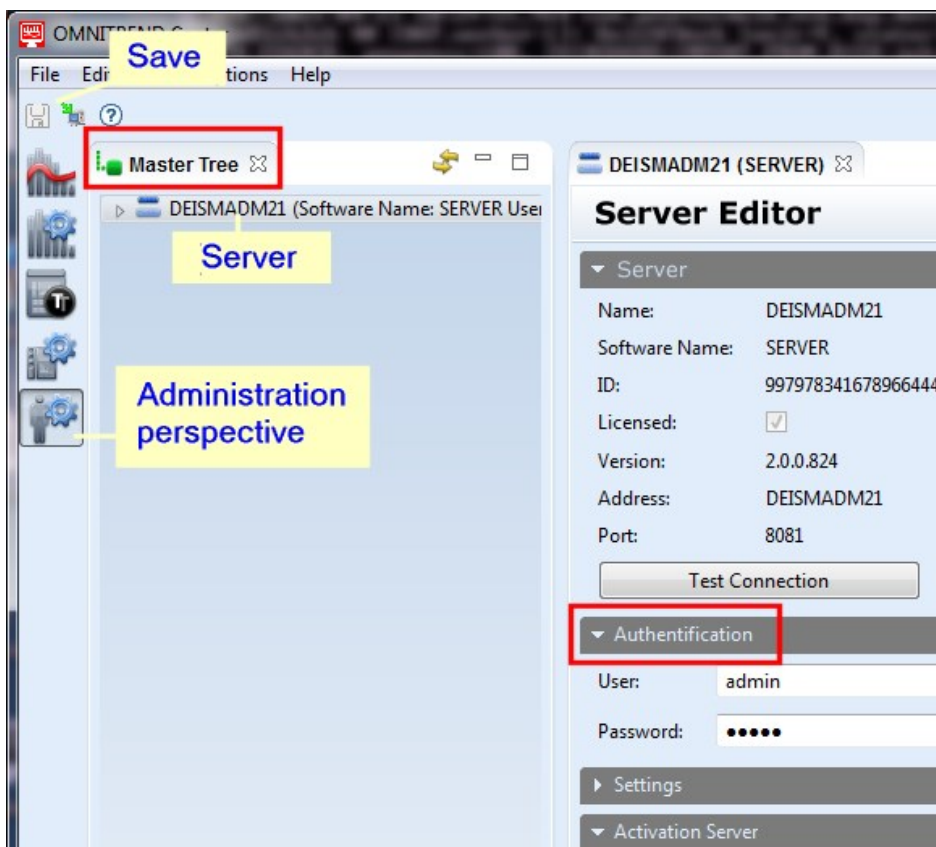 OMNITREND
Save
File Edi tions Help
Master Tree
DEISMADM21 (SERVER)
DEISMADM21 (Software Name: SERVER User
Server Editor
Server
Server
Name: DEISMADM21
Software Name: SERVER
ID: 99797834167896644
Administration
perspective
Licensed:
Version: 2.0.0.824
Address: DEISMADM21
Port: 8081
Test Connection
Authentification
User: admin
Password: •••••
Settings
Activation Server